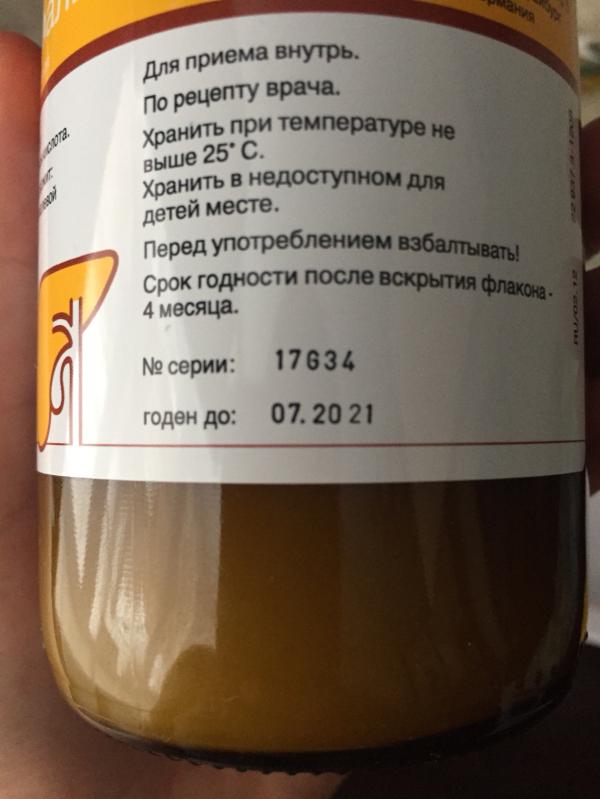 Для приема внутрь.
По рецепту врача.
Хранить при температуре не
выше 25° С.
Хранить в недоступном для
детей месте.
Перед употреблением взбалтывать!
Срок годности после вскрытия флакона -
4 месяца.
№ серии: 17634
годен до: 07.2021